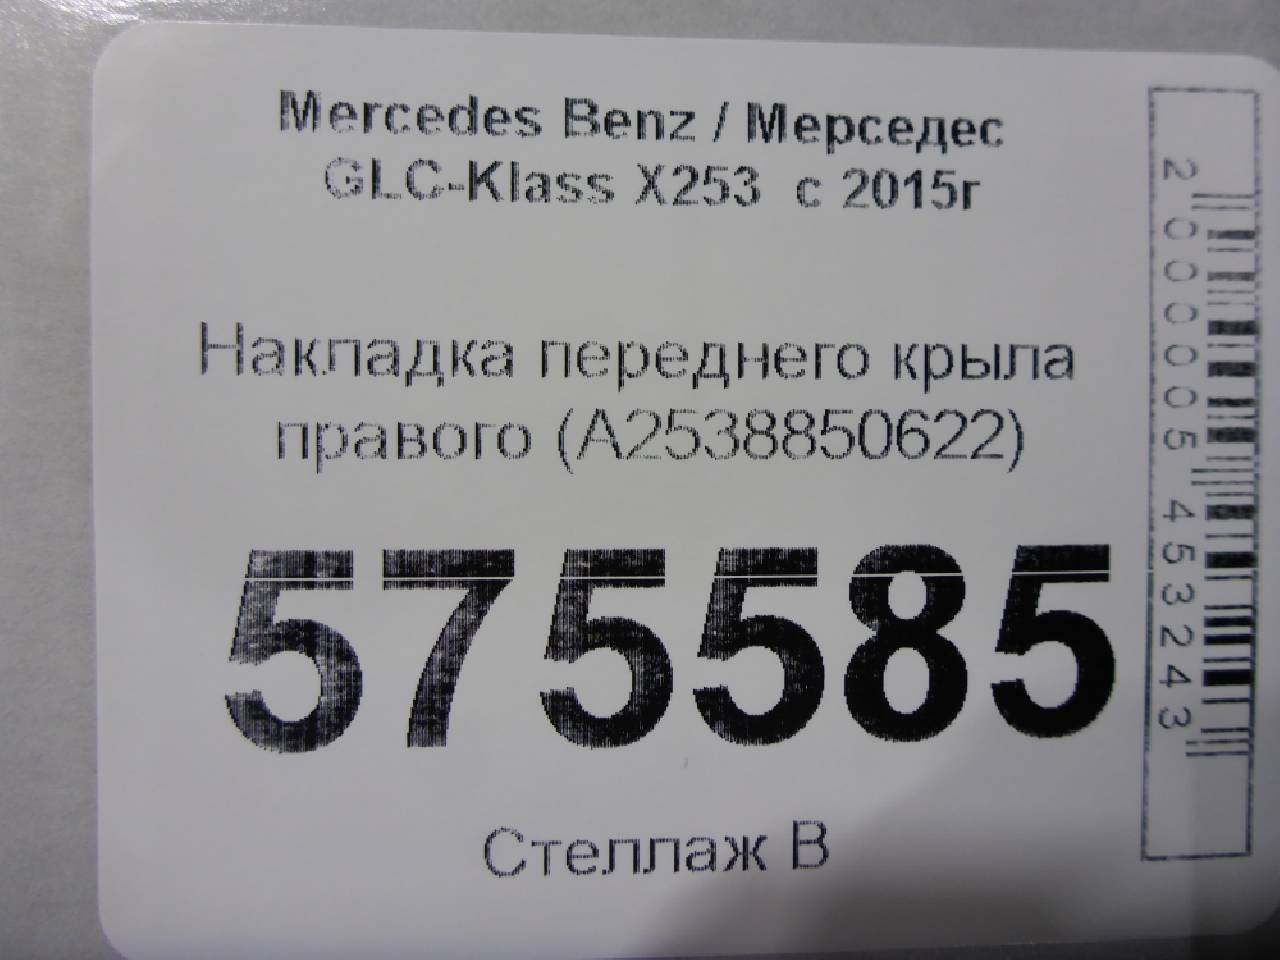 Mercedes Benz / Мерседес
GLC-Klass X253 с 2015г
Накладка переднего крыла
правого (A2538850622)
575585
Стеллаж В
2000005453243